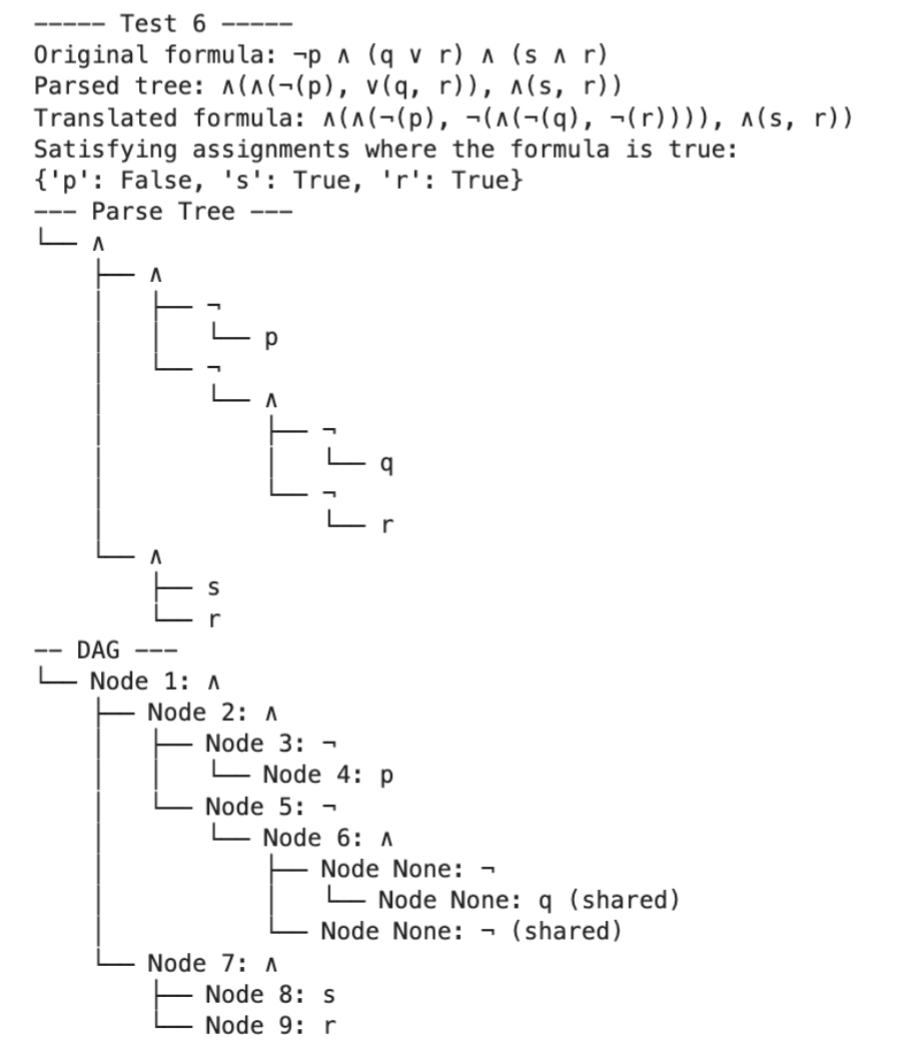 ----- Test 6 -----
Original formula: ¬p ∧ (q ∨ r) ∧ (s ∧ r)
Parsed tree: ∧(∧(¬(p), ∨(q, r)), ∧(s, r))
Translated formula: ∧(∧(¬(p), ¬(∧(¬(q), ¬(r)))), ∧(s, r))
Satisfying assignments where the formula is true:
{'p': False, 's': True, 'r': True}
--- Parse Tree ---
└── ∧
    ├── ∧
    │   ├── ¬
    │   │   └── p
    │   └── ¬
    │       └── ∧
    │           ├── ¬
    │           │   └── q
    │           └── ¬
    │               └── r
    └── ∧
        ├── s
        └── r
-- DAG ---
└── Node 1: ∧
    ├── Node 2: ∧
    │   ├── Node 3: ¬
    │   │   └── Node 4: p
    │   └── Node 5: ¬
    │       └── Node 6: ∧
    │           ├── Node None: ¬
    │           │   └── Node None: q (shared)
    │           └── Node None: ¬ (shared)
    └── Node 7: ∧
        ├── Node 8: s
        └── Node 9: r